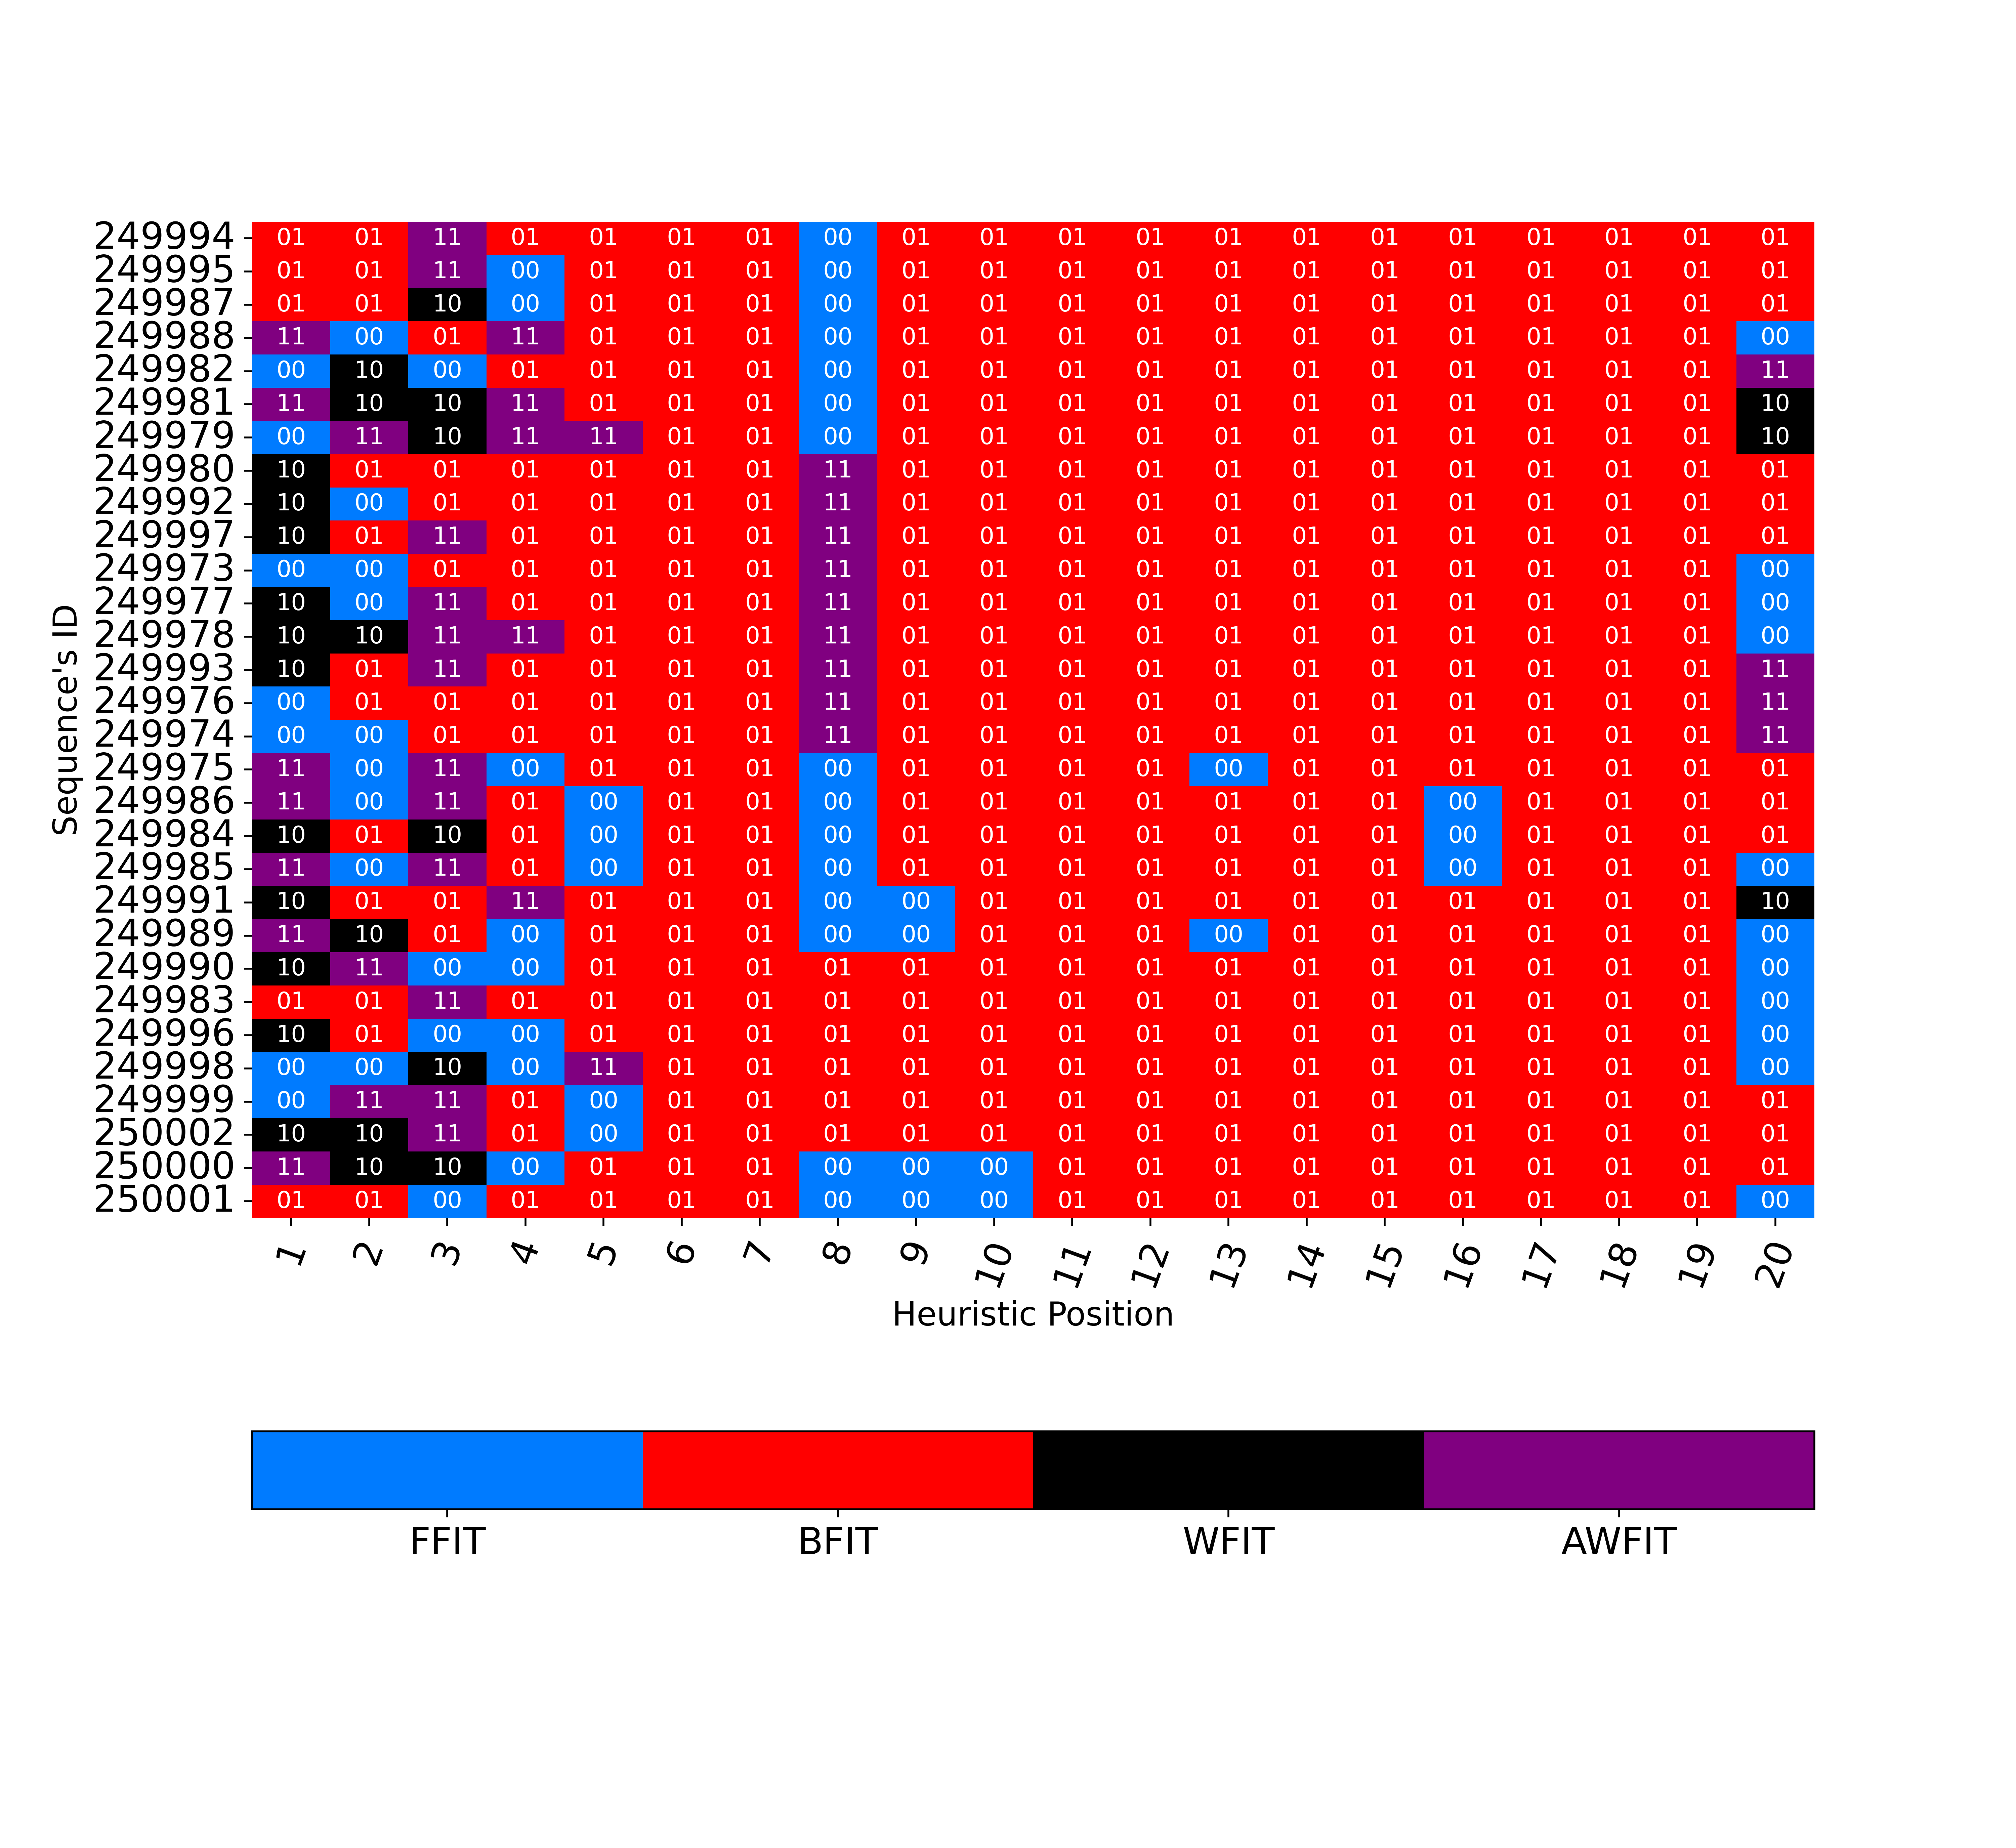 249994 01 01 11 01 01 01 01 00 01 01 01 01 01 01 01 01 01 01 01 01
249995 01 01 11 00 01 01 01 00 01 01 01 01 01 01 01 01 01 01 01 01
249987 01 01 10 00 01 01 01 00 01 01 01 01 01 01 01 01 01 01 01 01
249988 11 00 01 11 01 01 01 00 01 01 01 01 01 01 01 01 01 01 01 00
249982 00 10 00 01 01 01 01 00 01 01 01 01 01 01 01 01 01 01 01 11
249981 11 10 10 11 01 01 01 00 01 01 01 01 01 01 01 01 01 01 01 10
249979 00 11 10 11 11 01 01 00 01 01 01 01 01 01 01 01 01 01 01 10
249980 10 01 01 01 01 01 01 11 01 01 01 01 01 01 01 01 01 01 01 01
249992 10 00 01 01 01 01 01 11 01 01 01 01 01 01 01 01 01 01 01 01
249997 10 01 11 01 01 01 01 11 01 01 01 01 01 01 01 01 01 01 01 01
249973 00 00 01 01 01 01 01 11 01 01 01 01 01 01 01 01 01 01 01 00
249977 10 00 11 01 01 01 01 11 01 01 01 01 01 01 01 01 01 01 01 00
249978 10 10 11 11 01 01 01 11 01 01 01 01 01 01 01 01 01 01 01 00
249993 10 01 11 01 01 01 01 11 01 01 01 01 01 01 01 01 01 01 01 11
249976 00 01 01 01 01 01 01 11 01 01 01 01 01 01 01 01 01 01 01 11
249974 00 00 01 01 01 01 01 11 01 01 01 01 01 01 01 01 01 01 01 11
249975 11 00 11 00 01 01 01 00 01 01 01 01 00 01 01 01 01 01 01 01
249986 11 00 11 01 00 01 01 00 01 01 01 01 01 01 01 00 01 01 01 01
249984 10 01 10 01 00 01 01 00 01 01 01 01 01 01 01 00 01 01 01 01
249985 11 00 11 01 00 01 01 00 01 01 01 01 01 01 01 00 01 01 01 00
249991 10 01 01 11 01 01 01 00 00 01 01 01 01 01 01 01 01 01 01 10
249989 11 10 01 00 01 01 01 00 00 01 01 01 00 01 01 01 01 01 01 00
249990 10 11 00 00 01 01 01 01 01 01 01 01 01 01 01 01 01 01 01 00
249983 01 01 11 01 01 01 01 01 01 01 01 01 01 01 01 01 01 01 01 00
249996 10 01 00 00 01 01 01 01 01 01 01 01 01 01 01 01 01 01 01 00
249998 00 00 10 00 11 01 01 01 01 01 01 01 01 01 01 01 01 01 01 00
249999 00 11 11 01 00 01 01 01 01 01 01 01 01 01 01 01 01 01 01 01
250002 10 10 11 01 00 01 01 01 01 01 01 01 01 01 01 01 01 01 01 01
250000 11 10 10 00 01 01 01 00 00 00 01 01 01 01 01 01 01 01 01 01
250001 01 01 00 01 01 01 01 00 00 00 01 01 01 01 01 01 01 01 01 00
Sequence's ID
1 2 3 4 5 6 7 8 9 10 11 12 13 14 15 16 17 18 19 20
Heuristic Position
FFIT BFIT WFIT AWFIT